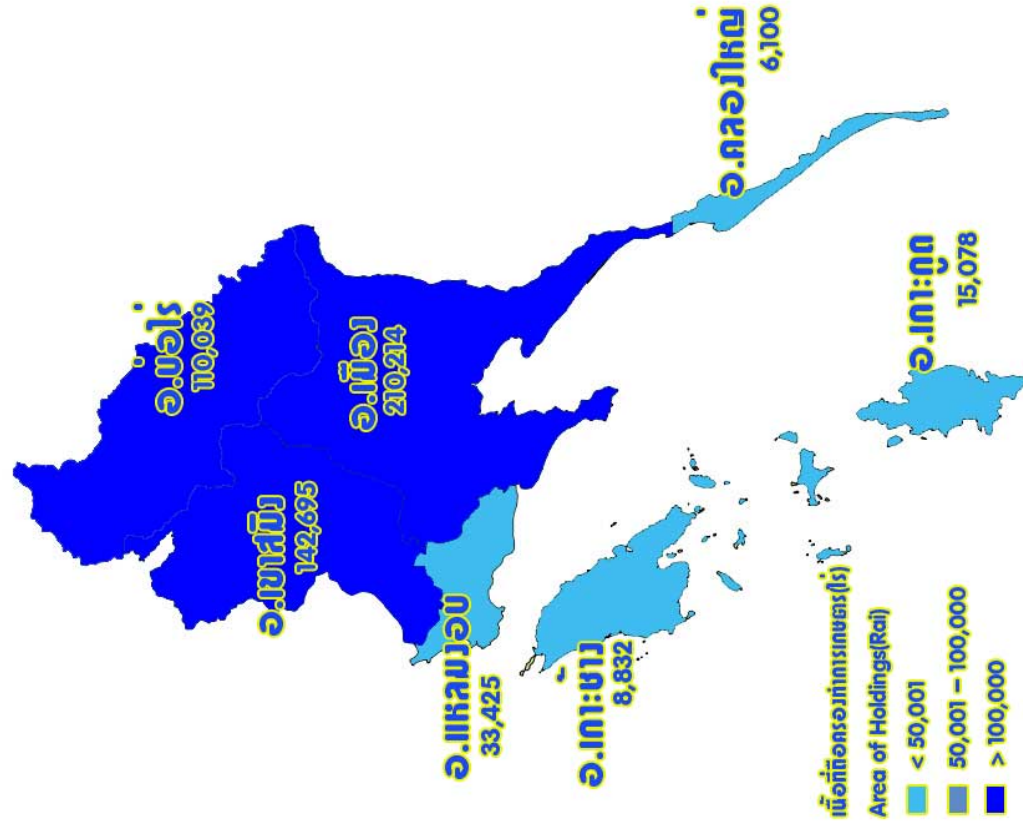 อ.บ่อไร่
110,039
อ.เขาสมิง
142,695
อ.เมือง
210,214
อ.แหลมงอบ
33,425
อ.เกาะช้าง
8,832
อ.คลองใหญ่
6,100
อ.เกาะกูด
15,078
เนื้อที่ถือครองทำการเกษตร(ไร่)
Area of Holdings(Rai)
< 50,001
50,001 – 100,000
> 100,000